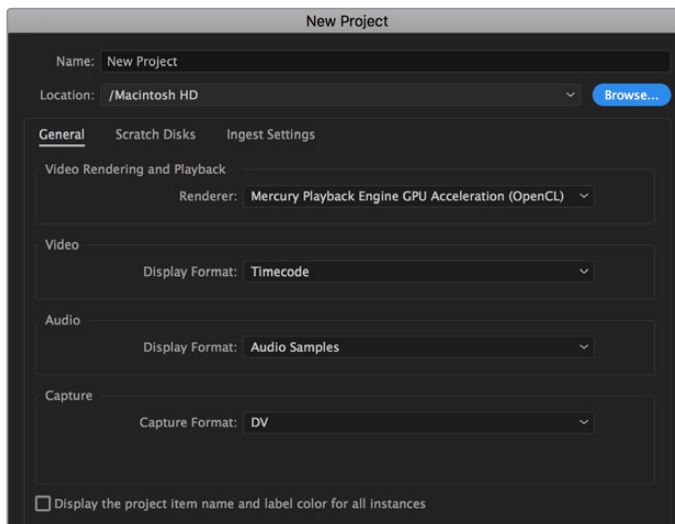 New Project
Name: New Project
Location: /Macintosh HD Browse...
General Scratch Disks Ingest Settings
Video Rendering and Playback
Renderer: Mercury Playback Engine GPU Acceleration (OpenCL)
Video
Display Format: Timecode
Audio
Display Format: Audio Samples
Capture
Capture Format: DV
Display the project item name and label color for all instances